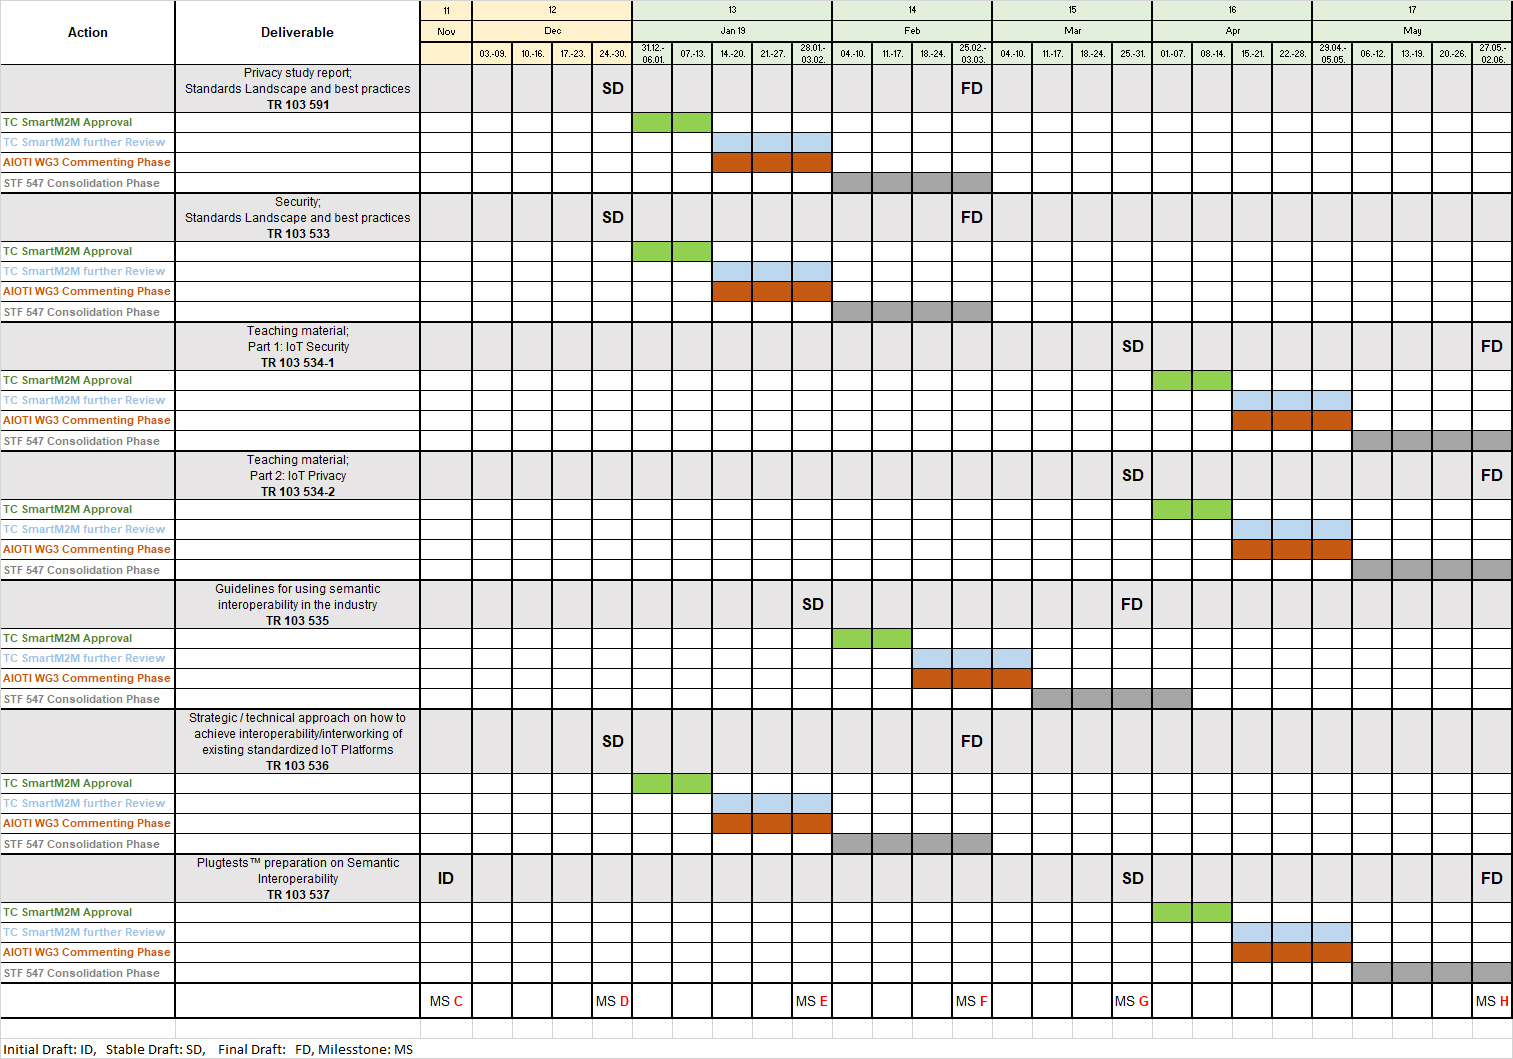 Action Deliverable 11 12 13 14 15 16 17
Nov Dec Jan 19 Feb Mar Apr May
03.-09. 10.-16. 17.-23. 24.-30. 31.12.-06.01. 07.-13. 14.-20. 21.-27. 28.01.-03.02. 04.-10. 11.-17. 18.-24. 25.02.-03.03. 04.-10. 11.-17. 18.-24. 25.-31. 01.-07. 08.-14. 15.-21. 22.-28. 29.04.-05.05. 06.-12. 13.-19. 20.-26. 27.05.-02.06.
Privacy study report;
Standards Landscape and best practices SD FD
TR 103 591
TC SmartM2M Approval
TC SmartM2M further Review
AIOTI WG3 Commenting Phase
STF 547 Consolidation Phase
Security;
Standards Landscape and best practices SD FD
TR 103 533
TC SmartM2M Approval
TC SmartM2M further Review
AIOTI WG3 Commenting Phase
STF 547 Consolidation Phase
Teaching material;
Part 1: IoT Security SD FD
TR 103 534-1
TC SmartM2M Approval
TC SmartM2M further Review
AIOTI WG3 Commenting Phase
STF 547 Consolidation Phase
Teaching material;
Part 2: IoT Privacy SD FD
TR 103 534-2
TC SmartM2M Approval
TC SmartM2M further Review
AIOTI WG3 Commenting Phase
STF 547 Consolidation Phase
Guidelines for using semantic
interoperability in the industry SD FD
TR 103 535
TC SmartM2M Approval
TC SmartM2M further Review
AIOTI WG3 Commenting Phase
STF 547 Consolidation Phase
Strategic / technical approach on how to
achieve interoperability/interworking of SD FD
existing standardized IoT Platforms
TR 103 536
TC SmartM2M Approval
TC SmartM2M further Review
AIOTI WG3 Commenting Phase
STF 547 Consolidation Phase
Plugtests™ preparation on Semantic
Interoperability ID SD FD
TR 103 537
TC SmartM2M Approval
TC SmartM2M further Review
AIOTI WG3 Commenting Phase
STF 547 Consolidation Phase
MS C MS D MS E MS F MS G MS H
Initial Draft: ID, Stable Draft: SD, Final Draft: FD, Milesstone: MS